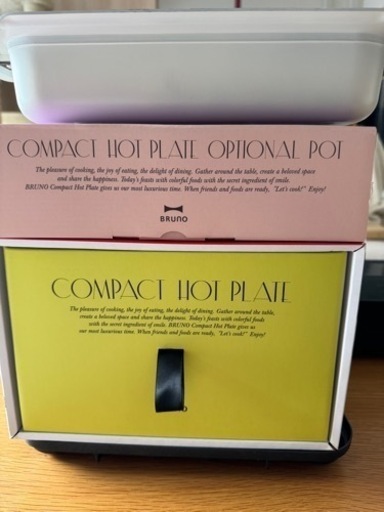 COMPACT HOT PLATE OPTIONAL POT
The pleasure of cooking, the joy of eating, the delight of dining. Gather around the table, create a beloved space
and share the happiness. Today's feasts with colorful foods with the secret ingredient of smile.
BRUNO Compact Hot Plate gives us our most luxurious time. When friends and foods are ready, "Let's cook!" Enjoy!
BRUNO
COMPACT HOT PLATE
The pleasure of cooking, the joy of eating, the delight of dining. Gather around the table,
create a beloved space and share the happiness. Today's feasts with colorful foods
with the secret ingredient of smile. BRUNO Compact Hot Plate gives us
our most luxurious time. When friends and foods are ready, "Let's cook!" Enjoy!